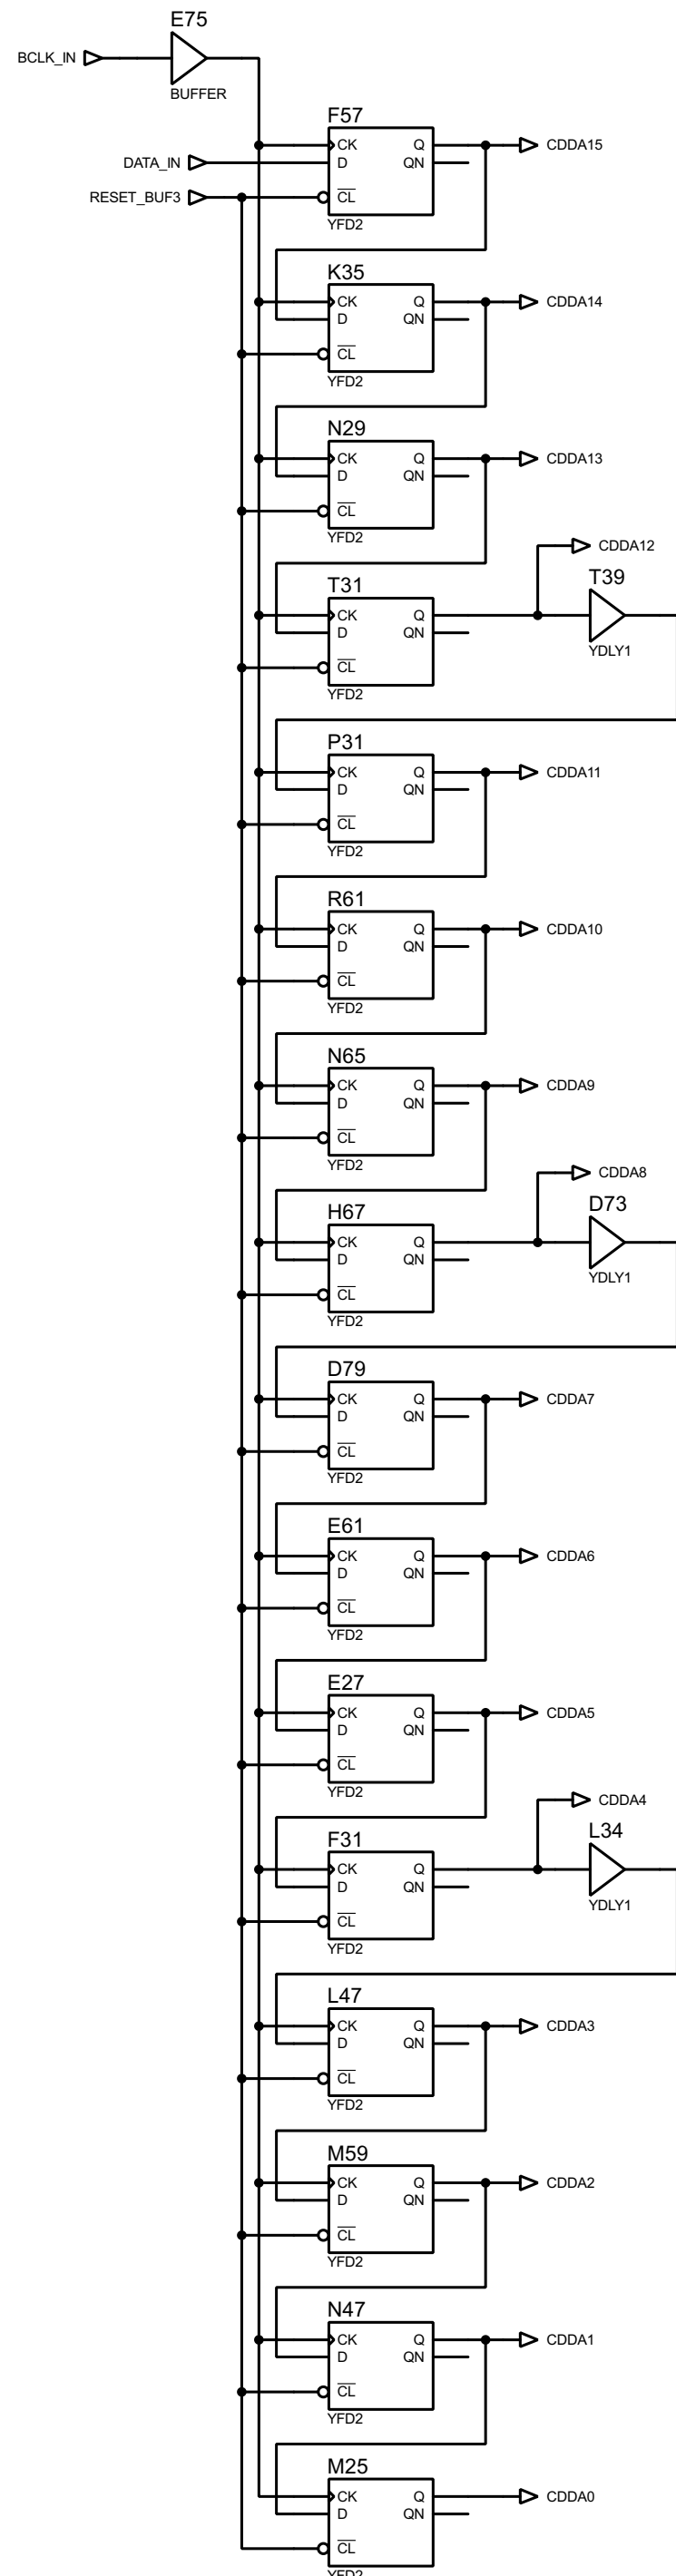 E75
BCLK_IN
BUFFER
F57
CK Q CDDA15
DATA_IN D QN
RESET_BUF3 CL
YFD2
K35
CK Q CDDA14
D QN
CL
YFD2
N29
CK Q CDDA13
D QN
CL
YFD2
CDDA12
T31 T39
CK Q
D QN
YDLY1
CL
YFD2
P31
CK Q CDDA11
D QN
CL
YFD2
R61
CK Q CDDA10
D QN
CL
YFD2
N65
CK Q CDDA9
D QN
CL
YFD2
CDDA8
H67 D73
CK Q
D QN
YDLY1
CL
YFD2
D79
CK Q CDDA7
D QN
CL
YFD2
E61
CK Q CDDA6
D QN
CL
YFD2
E27
CK Q CDDA5
D QN
CL
YFD2
CDDA4
F31 L34
CK Q
D QN
YDLY1
CL
YFD2
L47
CK Q CDDA3
D QN
CL
YFD2
M59
CK Q CDDA2
D QN
CL
YFD2
N47
CK Q CDDA1
D QN
CL
YFD2
M25
CK Q CDDA0
D QN
CL
YFD2